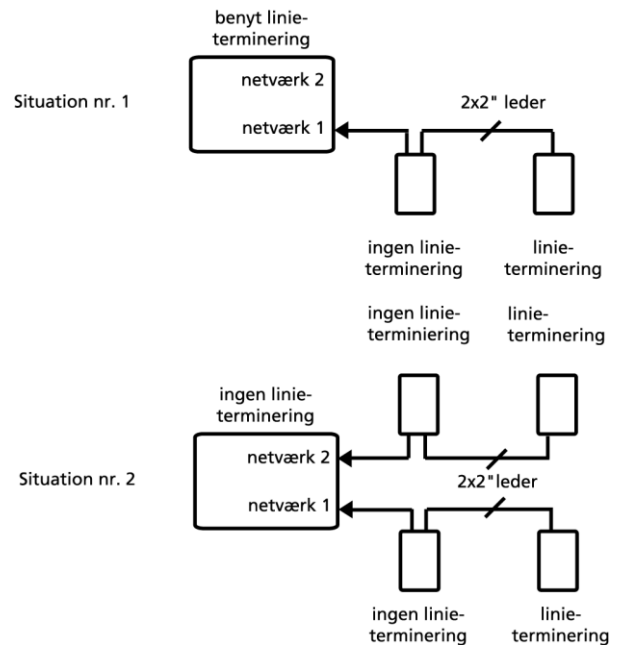 benyt linie-
terminering
netværk 2
Situation nr. 1
2x2" leder
netværk 1
ingen linie-
terminering
linie-
terminering
ingen linie-
terminiering
linie-
terminering
ingen linie-
terminering
netværk 2
Situation nr. 2
2x2"leder
netværk 1
ingen linie-
terminering
linie-
terminering